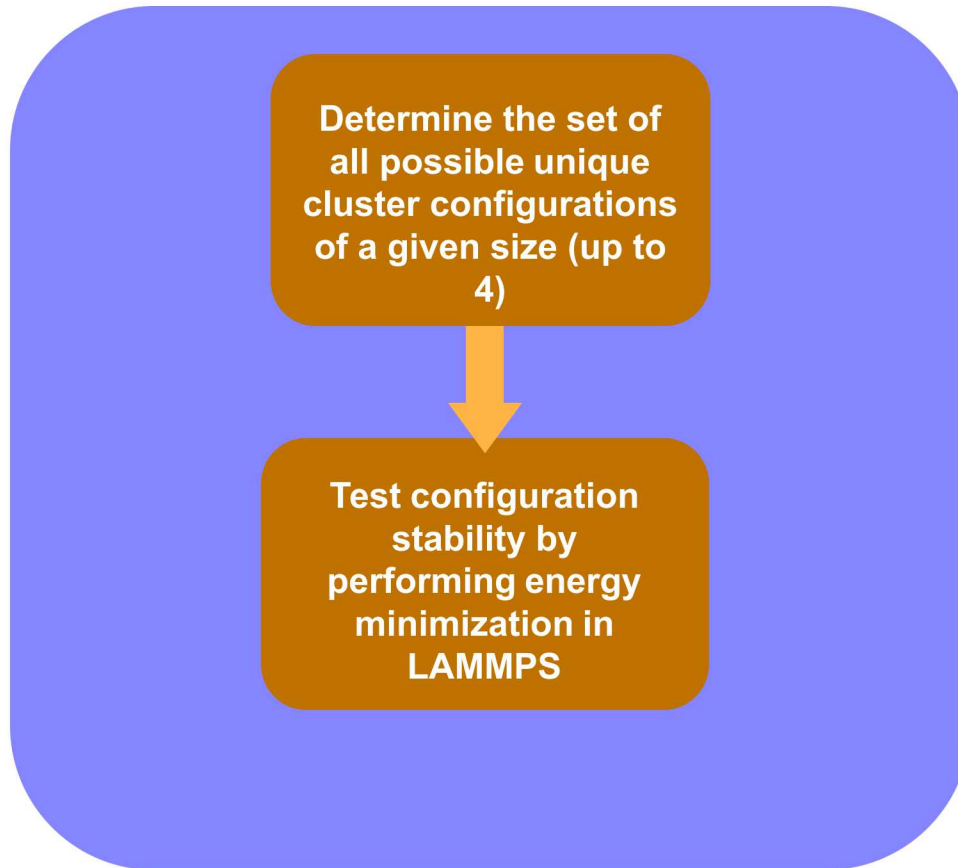 Determine the set of
all possible unique
cluster configurations
of a given size (up to
4)
Test configuration
stability by
performing energy
minimization in
LAMMPS